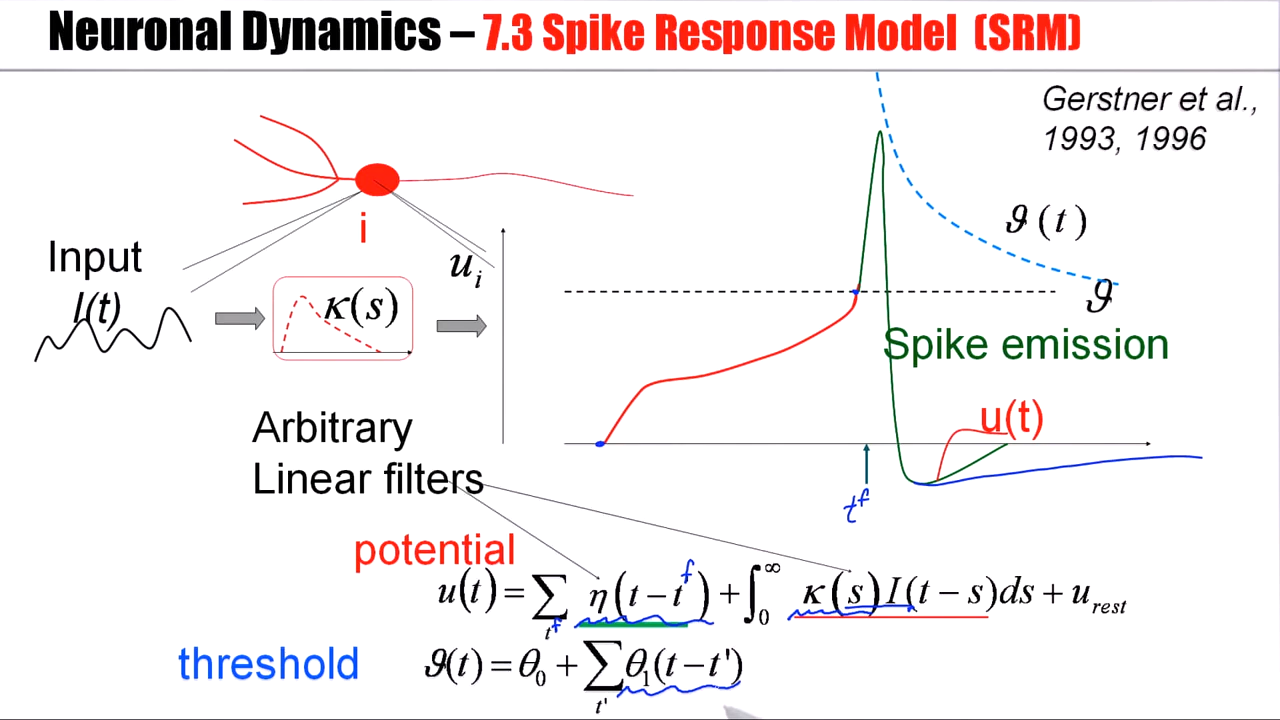 Neuronal Dynamics – 7.3 Spike Response Model (SRM)
Gerstner et al.,
1993, 1996
i
Input
I(t)
κ(s)
u_i
ϑ(t)
ϑ
Spike emission
u(t)
t^f
Arbitrary
Linear filters
potential
u(t) = ∑_{t^f} η(t − t^f) + ∫_0^∞ κ(s) I(t − s)ds + u_rest
threshold
ϑ(t) = θ_0 + ∑_{t'} θ_1(t − t')